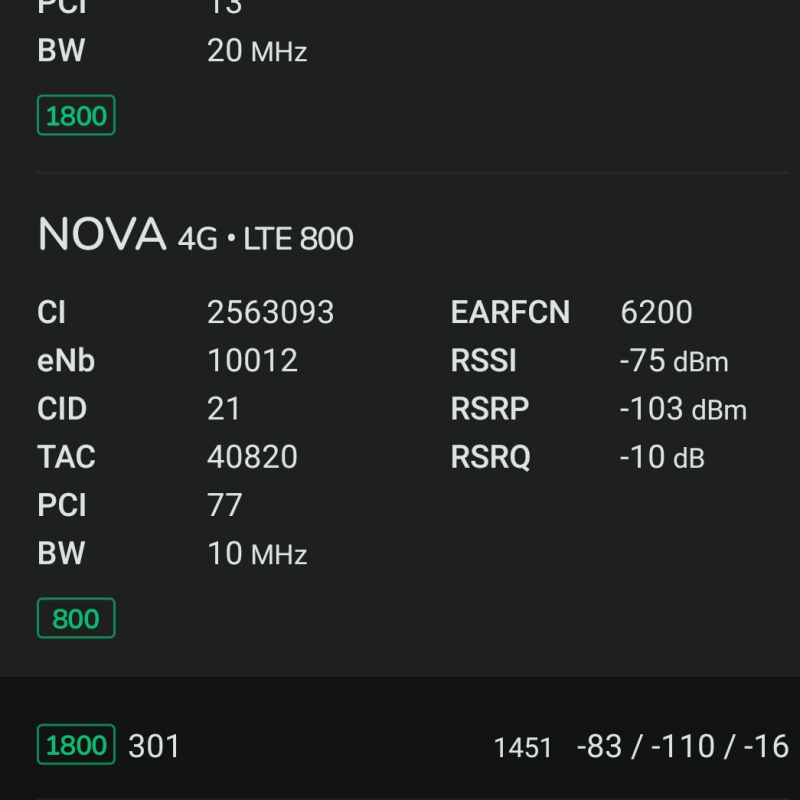 PCI 13
BW 20 MHz
1800
NOVA 4G • LTE 800
CI 2563093 EARFCN 6200
eNb 10012 RSSI -75 dBm
CID 21 RSRP -103 dBm
TAC 40820 RSRQ -10 dB
PCI 77
BW 10 MHz
800
1800 301 1451 -83 / -110 / -16